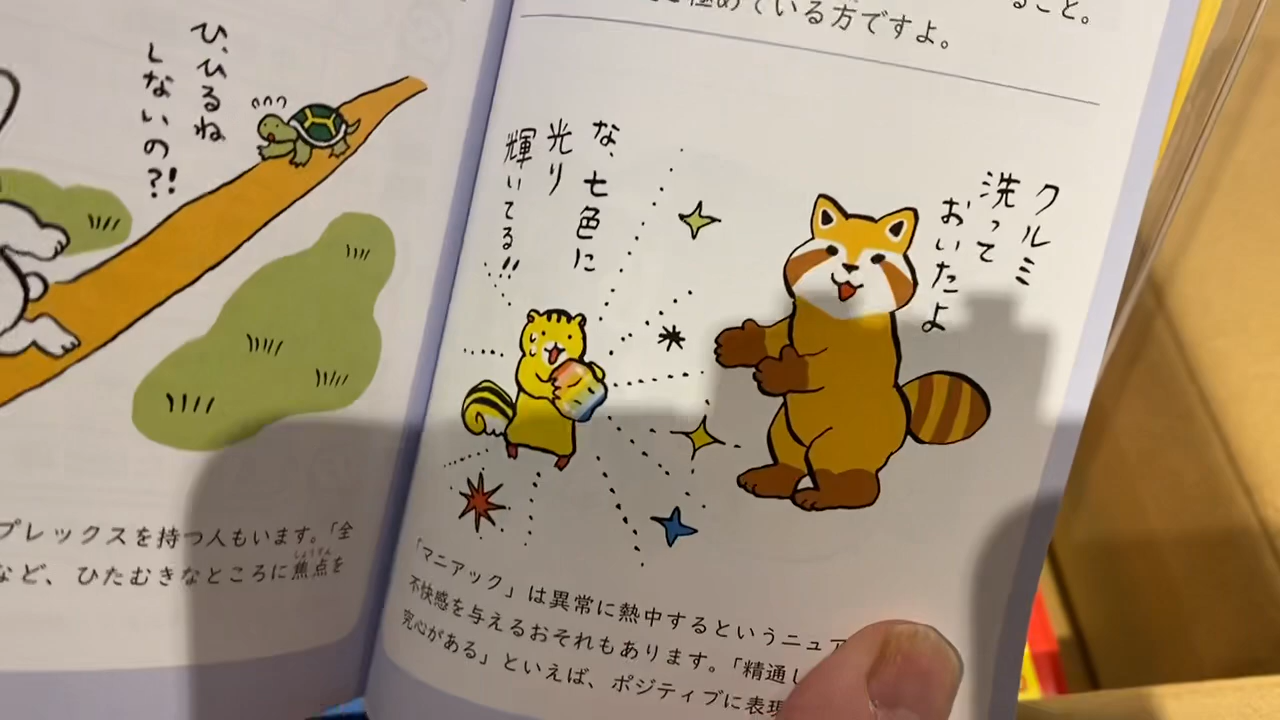 ひ、ひるね
しないの?!
プレックスを持つ人もいます。「全
など、ひたむきなところに焦点を
しょうてん
ること。
極めている方ですよ。
クルミ
洗って
おいたよ
な、七色に
光り
輝いてる!!
「マニアック」は異常に熱中するというニュア
不快感を与えるおそれもあります。「精通し
究心がある」といえば、ポジティブに表現